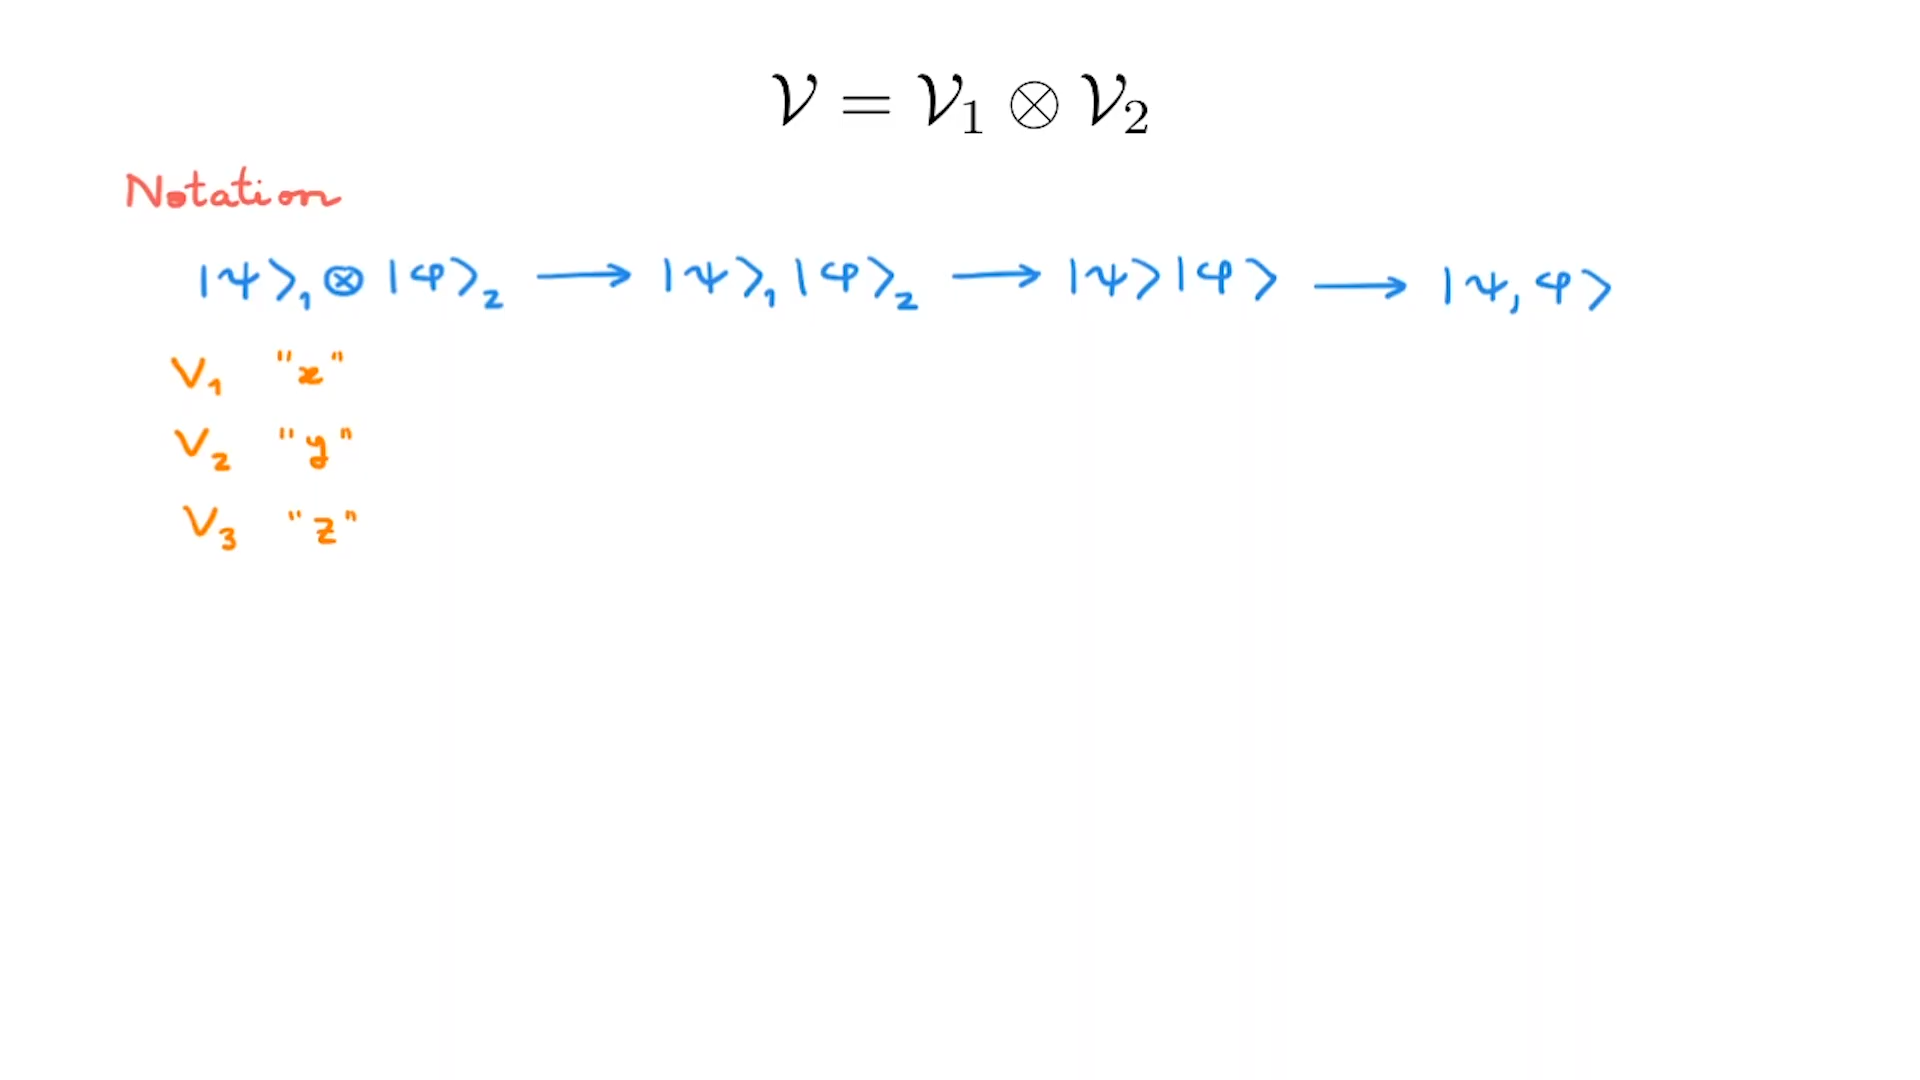 𝒱 = 𝒱₁ ⊗ 𝒱₂
Notation
|ψ⟩₁ ⊗ |φ⟩₂ ⟶ |ψ⟩₁ |φ⟩₂ ⟶ |ψ⟩ |φ⟩ ⟶ |ψ, φ⟩
V₁ "x"
V₂ "y"
V₃ "z"